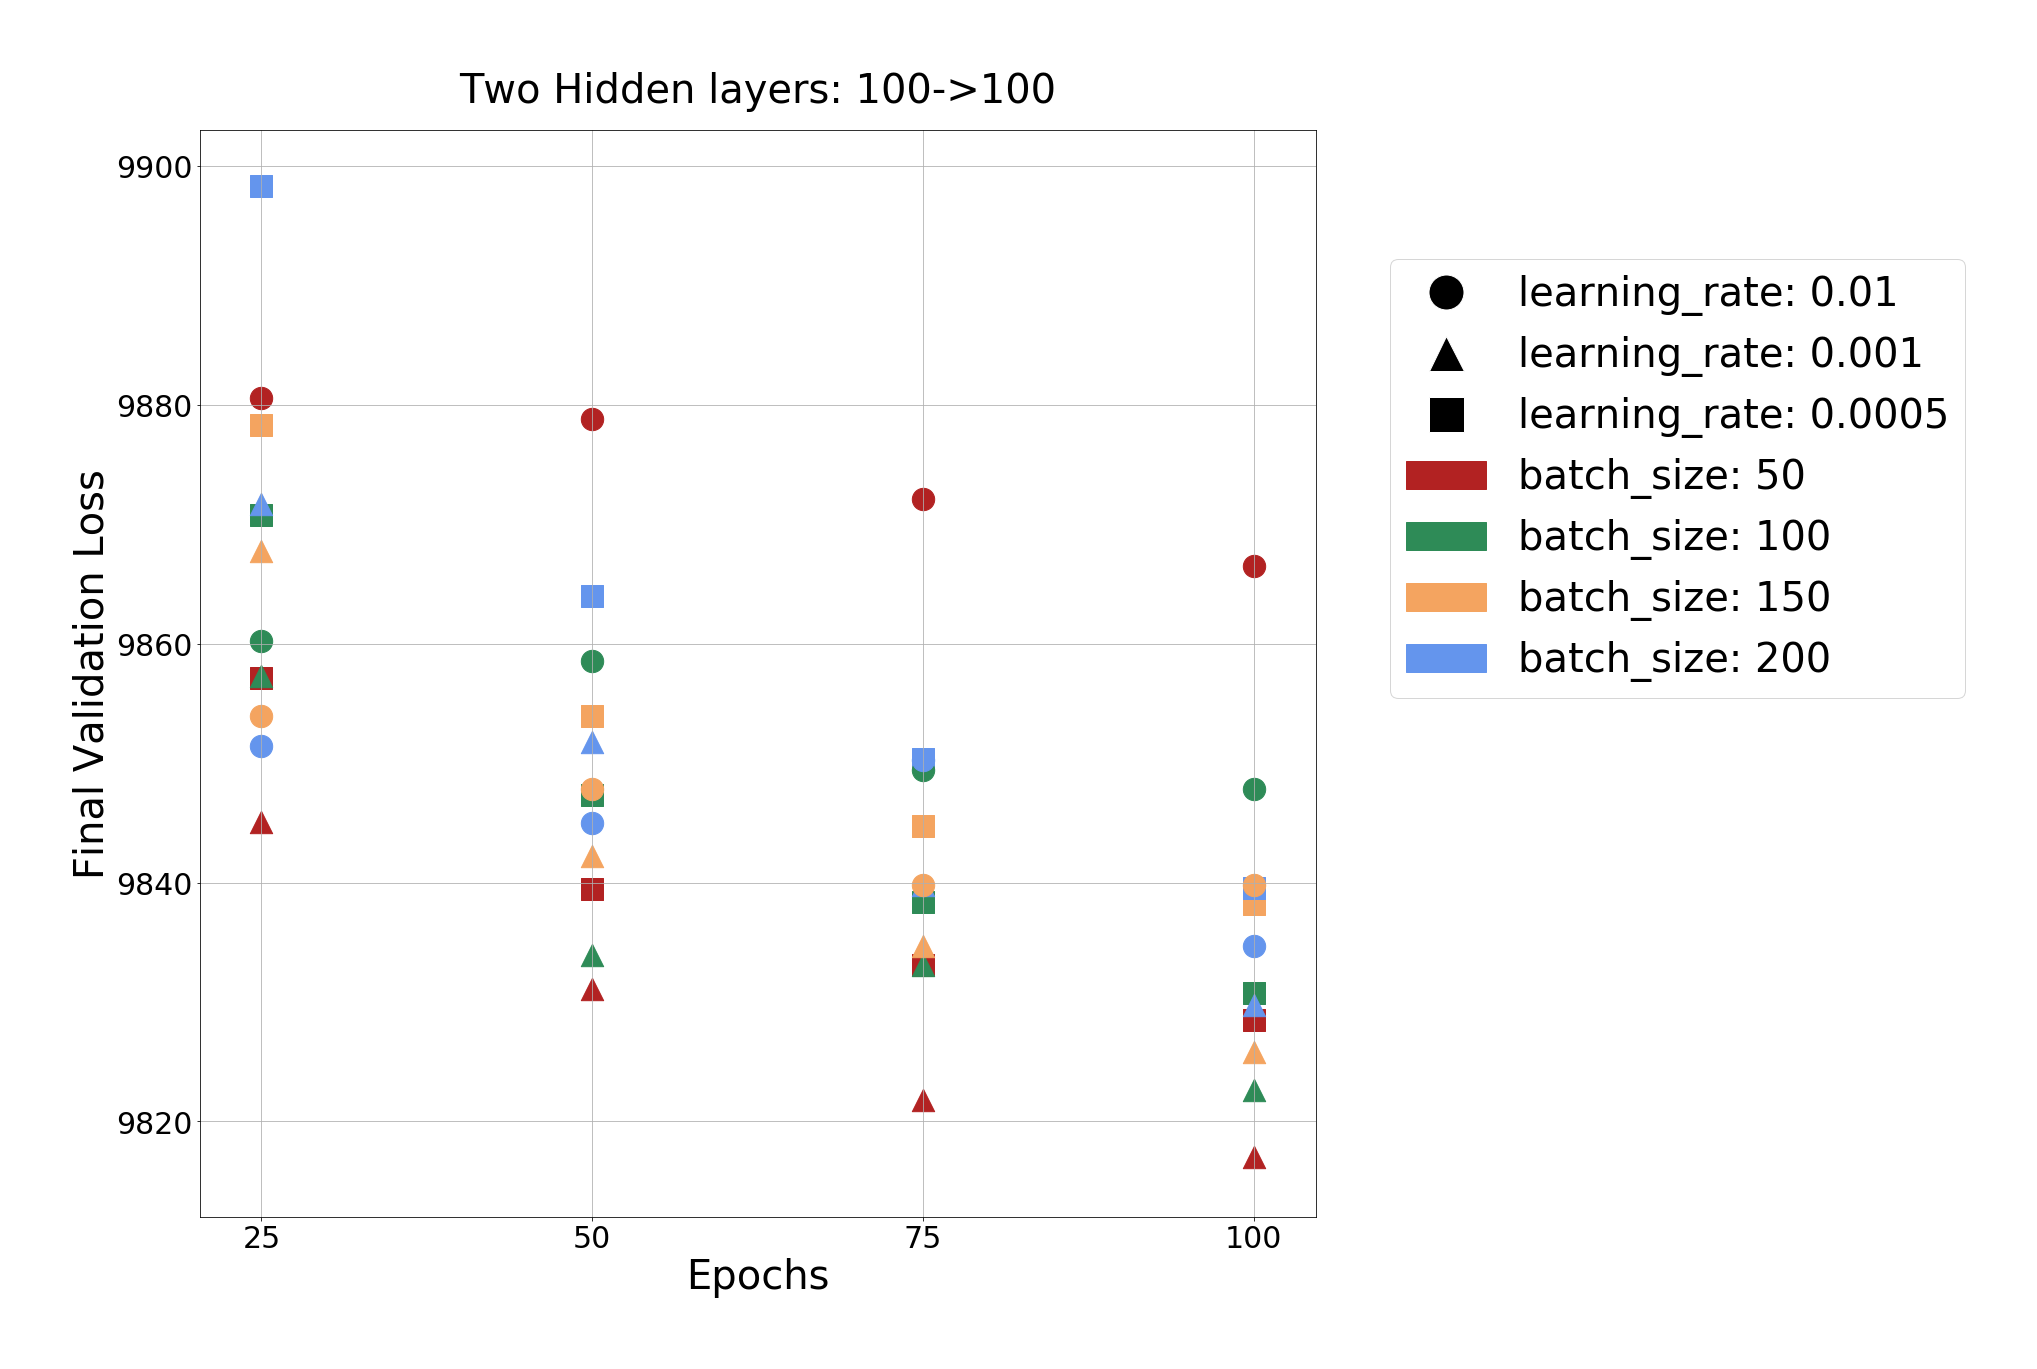 Two Hidden layers: 100->100
9900
9880
9860
9840
9820
Final Validation Loss
25
50
75
100
Epochs
learning_rate: 0.01
learning_rate: 0.001
learning_rate: 0.0005
batch_size: 50
batch_size: 100
batch_size: 150
batch_size: 200